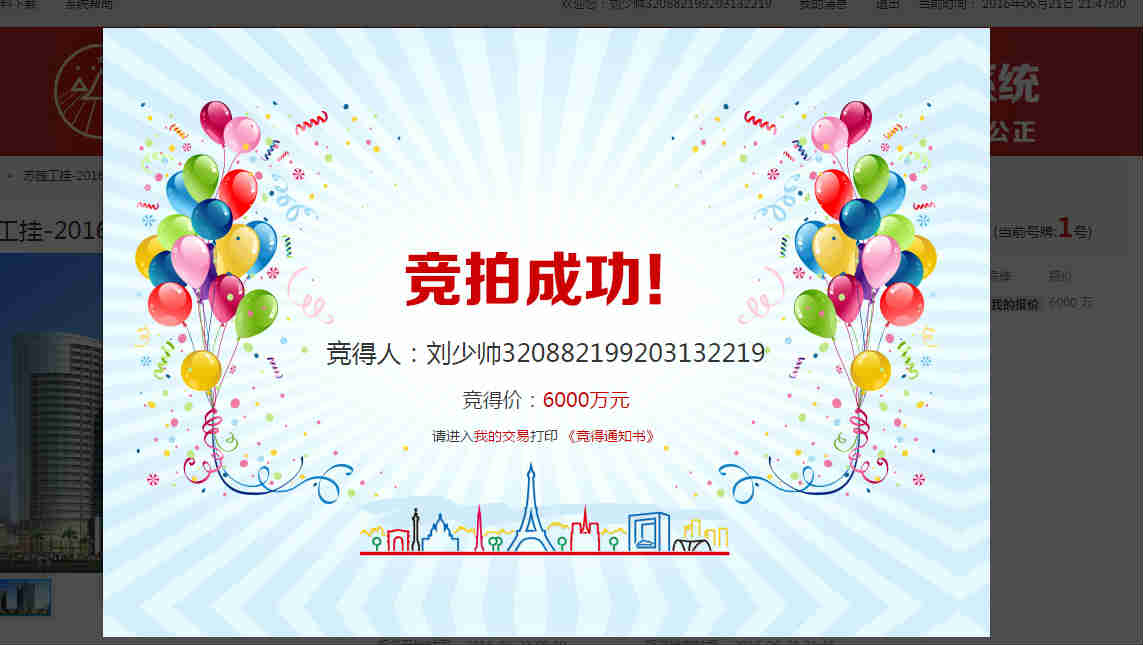 料下载 系统帮助 欢迎您：刘少帅320882199203132219 我的消息 退出 当前时间： 2016年06月21日 21:47:00
系统
公正
苏挂工挂-2016
工挂-2016
(当前号牌:1号)
竞拍成功!
报价
我的报价: 6000 万
竞得人：刘少帅320882199203132219
竞得价：6000万元
请进入我的交易打印 《竞得通知书》